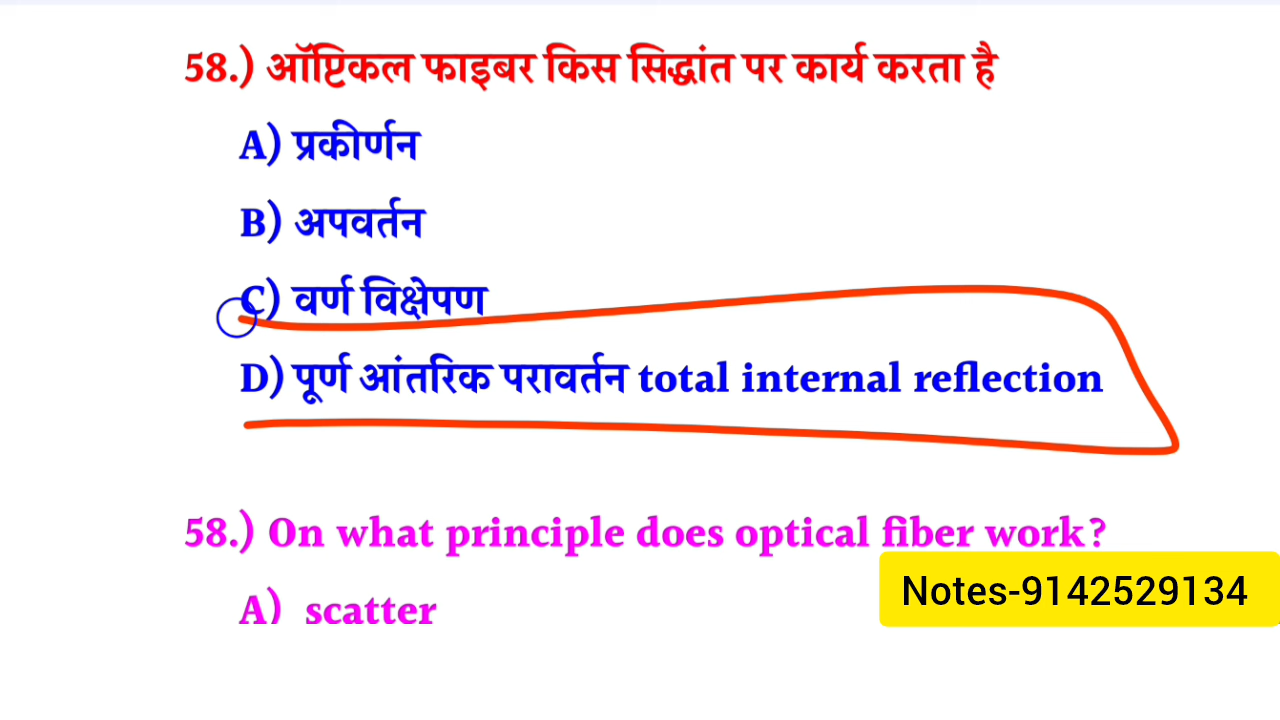 58.) ऑप्टिकल फाइबर किस सिद्धांत पर कार्य करता है
A) प्रकीर्णन
B) अपवर्तन
C) वर्ण विक्षेपण
D) पूर्ण आंतरिक परावर्तन total internal reflection
58.) On what principle does optical fiber work?
A) scatter
Notes-9142529134